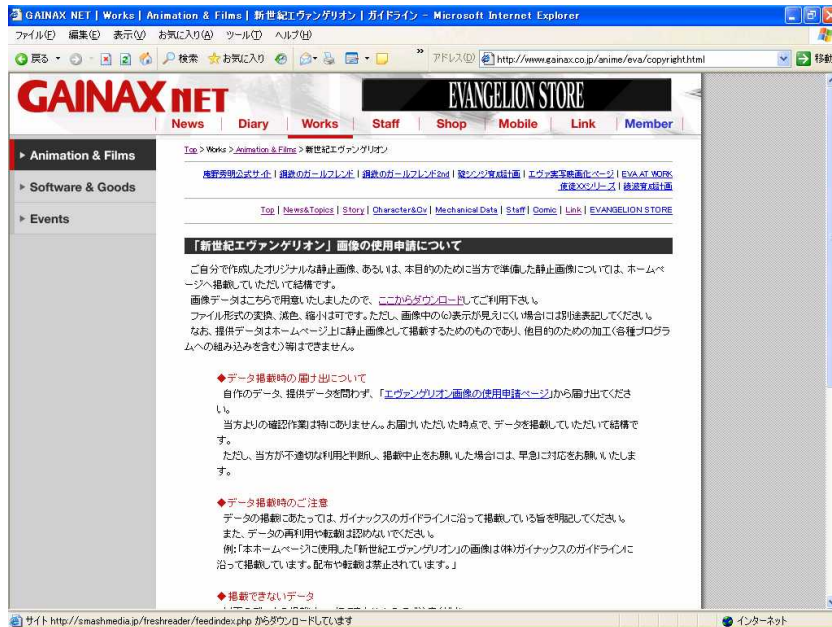 GAINAX NET | Works | Animation & Films | 新世紀エヴァンゲリオン | ガイドライン - Microsoft Internet Explorer
ファイル(F) 編集(E) 表示(V) お気に入り(A) ツール(T) ヘルプ(H)
戻る 検索 お気に入り » アドレス(D) http://www.gainax.co.jp/anime/eva/copyright.html 移動
GAINAX NET EVANGELION STORE
News | Diary | Works | Staff | Shop | Mobile | Link | Member
Animation & Films
Software & Goods
Events
Top > Works > Animation & Films > 新世紀エヴァンゲリオン
庵野秀明公式サイト | 鋼鉄のガールフレンド | 鋼鉄のガールフレンド2nd | 碇シンジ育成計画 | エヴァ実写映画化ページ | EVA AT WORK
使徒XXシリーズ | 綾波育成計画
Top | News&Topics | Story | Character&Cv | Mechanical Data | Staff | Comic | Link | EVANGELION STORE
「新世紀エヴァンゲリオン」画像の使用申請について
ご自分で作成したオリジナルな静止画像、あるいは、本目的のために当方で準備した静止画像については、ホームペ
ージへ掲載していただいて結構です。
画像データはこちらで用意いたしましたので、ここからダウンロードしてご利用下さい。
ファイル形式の変換、減色、縮小は可です。ただし、画像中の(c)表示が見えにくい場合には別途表記してください。
なお、提供データはホームページ上に静止画像として掲載するためのものであり、他目的のための加工(各種プログラ
ムへの組み込みを含む)等はできません。
◆データ掲載時の届け出について
自作のデータ、提供データを問わず、「エヴァンゲリオン画像の使用申請ページ」から届け出てくださ
い。
当方よりの確認作業は特にありません。お届けいただいた時点で、データを掲載していただいて結構で
す。
ただし、当方が不適切な利用と判断し、掲載中止をお願いした場合には、早急に対応をお願いいたしま
す。
◆データ掲載時のご注意
データの掲載にあたっては、ガイナックスのガイドラインに沿って掲載している旨を明記してください。
また、データの再利用や転載は認めないでください。
例:「本ホームページに使用した『新世紀エヴァンゲリオン』の画像は(株)ガイナックスのガイドラインに
沿って掲載しています。配布や転載は禁止されています。」
◆掲載できないデータ
サイト http://smashmedia.jp/freshreader/feedindex.php からダウンロードしています インターネット